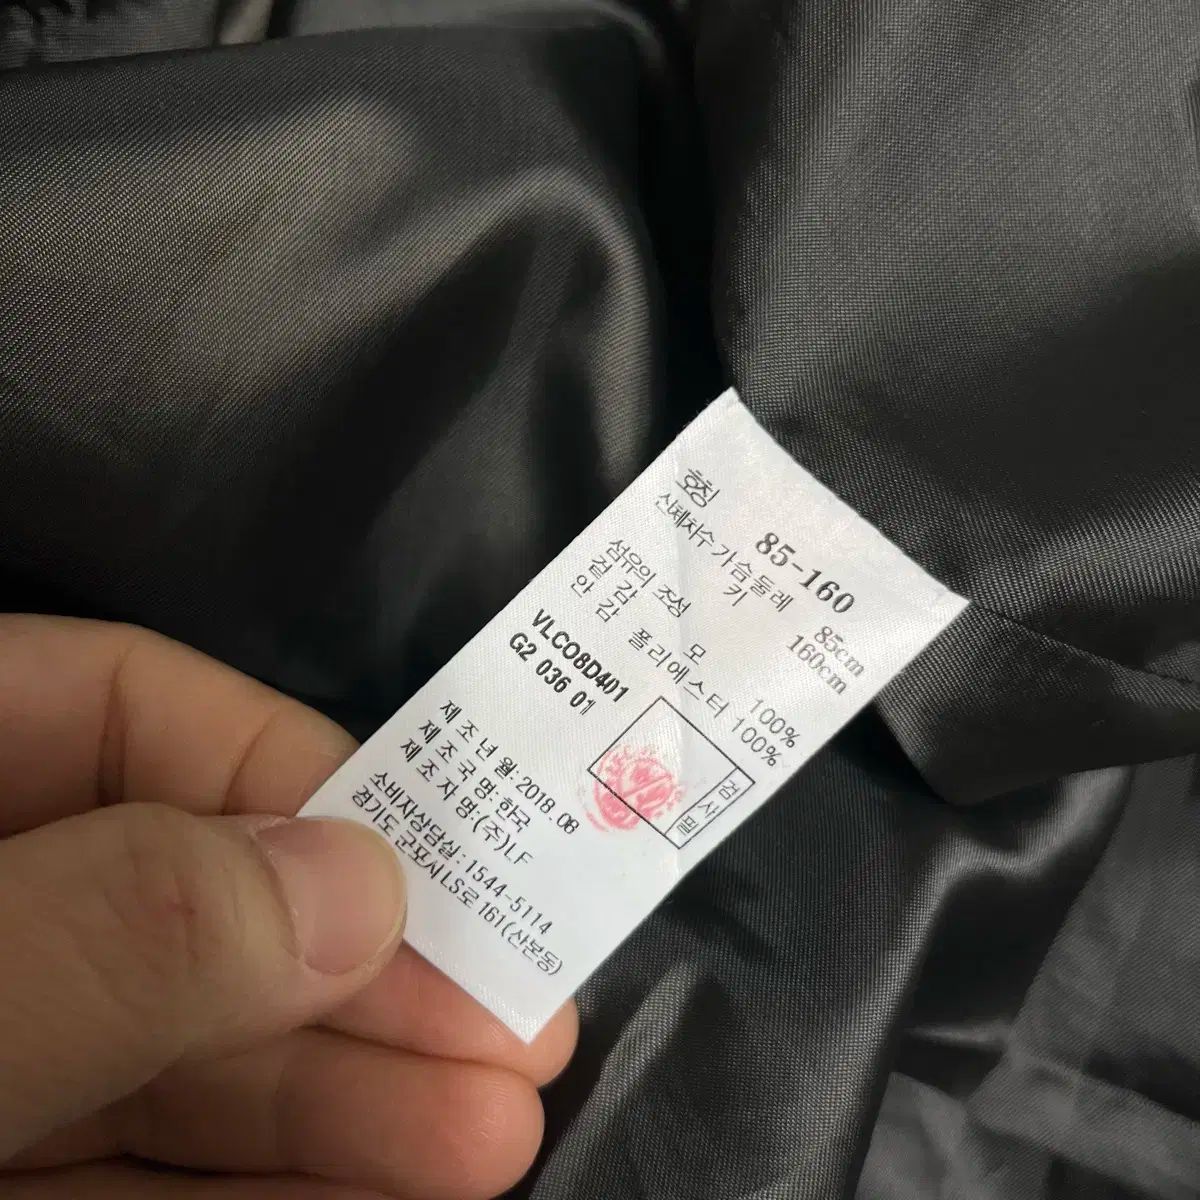 호칭 85-160
신체치수 가슴둘레 85cm
키 160cm
섬유의 조성
겉 감 모 100%
안 감 폴리에스터 100%
VLCO8D401
G2 036 01
검사필
제 조 년 월:2018.08
제 조 국 명:한국
제 조 자 명:(주)LF
소비자상담실:1544-5114
경기도 군포시 LS로 161(산본동)